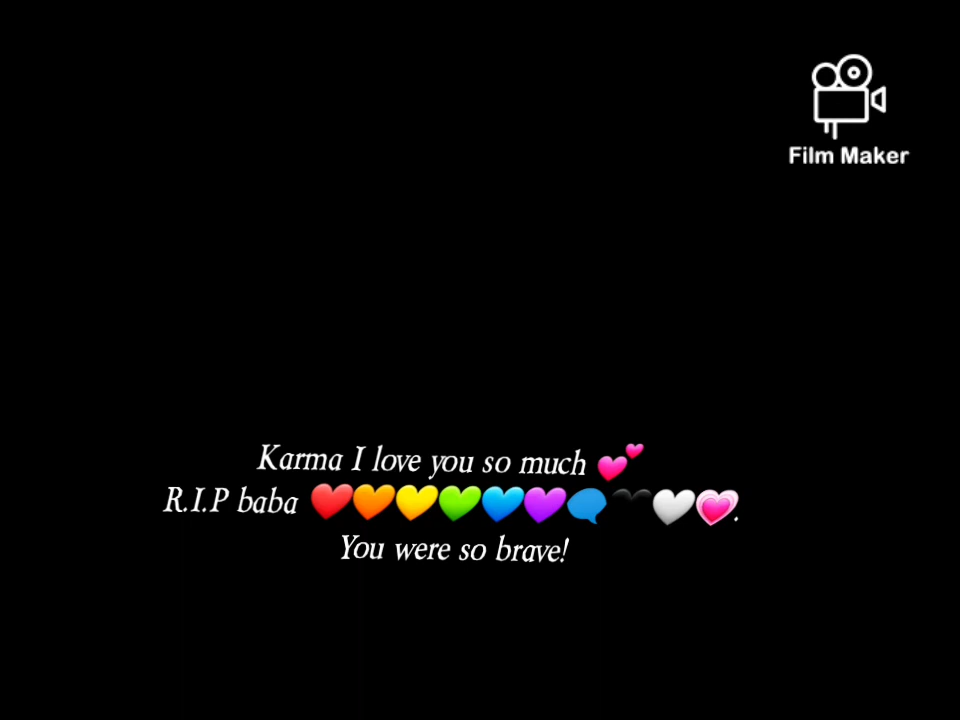 Film Maker
Karma I love you so much 💕
R.I.P baba ❤️🧡💛💚💙💜🗨️🖤🤍💗.
You were so brave!